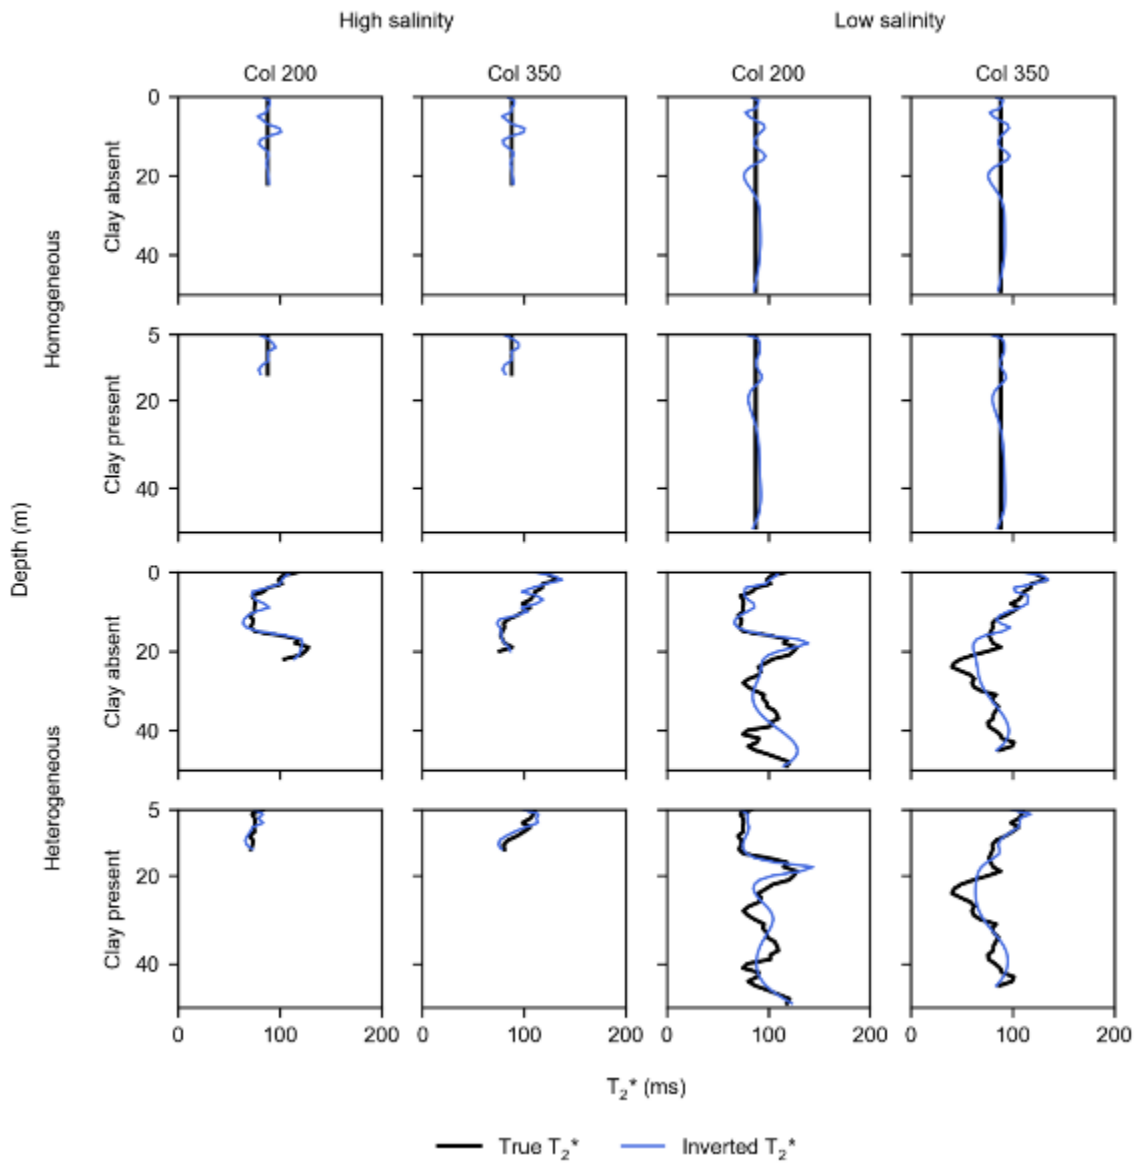 High salinity Low salinity
Col 200 Col 350 Col 200 Col 350
Depth (m)
Homogeneous
Clay absent
0
20
40
Clay present
5
20
40
Heterogeneous
Clay absent
0
20
40
Clay present
5
20
40
0 100 200 0 100 200 0 100 200 0 100 200
T₂* (ms)
True T₂* Inverted T₂*